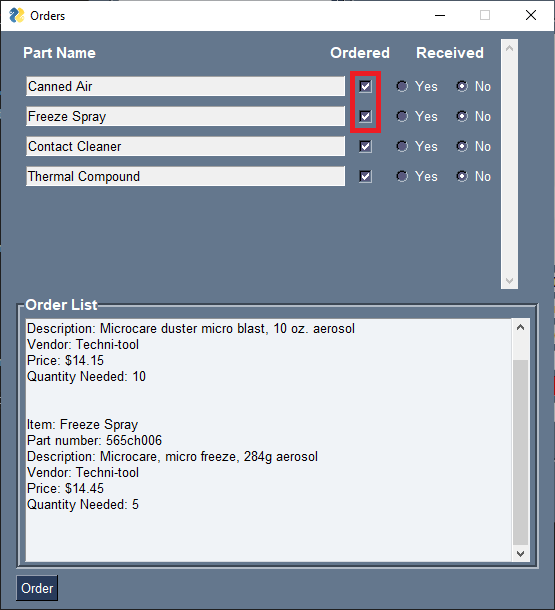 Orders
Part Name Ordered Received
Canned Air Yes No
Freeze Spray Yes No
Contact Cleaner Yes No
Thermal Compound Yes No
Order List
Description: Microcare duster micro blast, 10 oz. aerosol
Vendor: Techni-tool
Price: $14.15
Quantity Needed: 10
Item: Freeze Spray
Part number: 565ch006
Description: Microcare, micro freeze, 284g aerosol
Vendor: Techni-tool
Price: $14.45
Quantity Needed: 5
Order